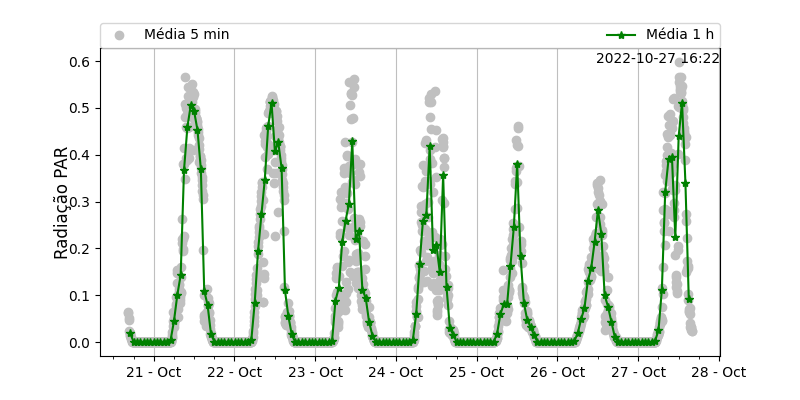 Média 5 min
Média 1 h
2022-10-27 16:22
0.6
0.5
0.4
0.3
0.2
0.1
0.0
Radiação PAR
21 - Oct
22 - Oct
23 - Oct
24 - Oct
25 - Oct
26 - Oct
27 - Oct
28 - Oct